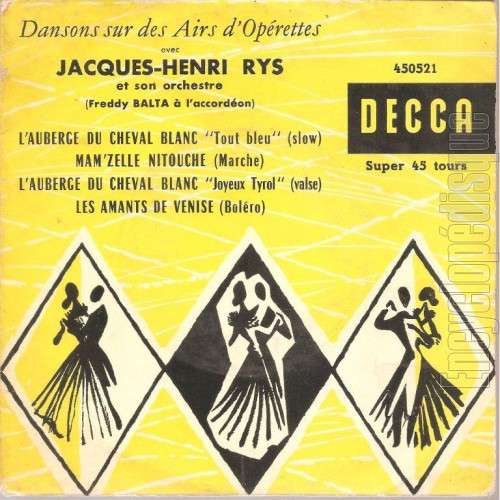 Dansons sur des Airs d'Opérettes
avec
JACQUES-HENRI RYS
et son orchestre
(Freddy BALTA à l'accordéon)
450521
DECCA
Super 45 tours
L'AUBERGE DU CHEVAL BLANC "Tout bleu" (slow)
MAM'ZELLE NITOUCHE (Marche)
L'AUBERGE DU CHEVAL BLANC "Joyeux Tyrol" (valse)
LES AMANTS DE VENISE (Boléro)
Encyclopédisque